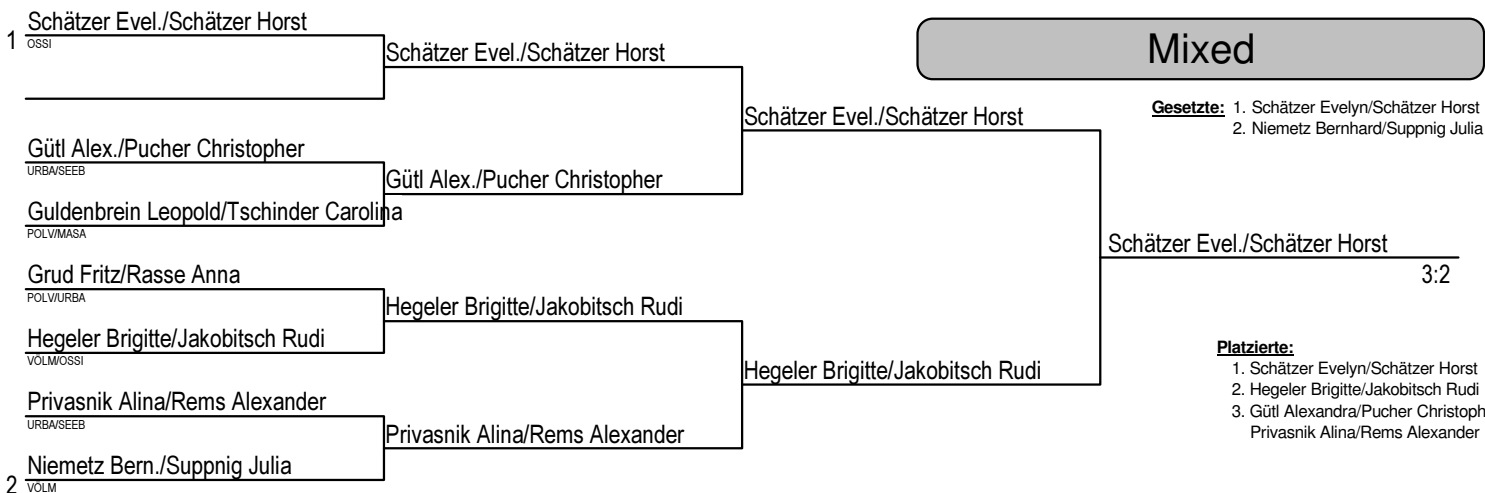 Mixed
Gesetzte: 1. Schätzer Evelyn/Schätzer Horst
2. Niemetz Bernhard/Suppnig Julia
1 Schätzer Evel./Schätzer Horst
OSSI
Gütl Alex./Pucher Christopher
URBA/SEEB
Guldenbrein Leopold/Tschinder Carolina
POLV/MASA
Grud Fritz/Rasse Anna
POLV/URBA
Hegeler Brigitte/Jakobitsch Rudi
VÖLM/OSSI
Privasnik Alina/Rems Alexander
URBA/SEEB
2 Niemetz Bern./Suppnig Julia
VÖLM
Schätzer Evel./Schätzer Horst
Gütl Alex./Pucher Christopher
Hegeler Brigitte/Jakobitsch Rudi
Privasnik Alina/Rems Alexander
Schätzer Evel./Schätzer Horst
Hegeler Brigitte/Jakobitsch Rudi
Schätzer Evel./Schätzer Horst
3:2
Platzierte:
1. Schätzer Evelyn/Schätzer Horst
2. Hegeler Brigitte/Jakobitsch Rudi
3. Gütl Alexandra/Pucher Christoph
Privasnik Alina/Rems Alexander